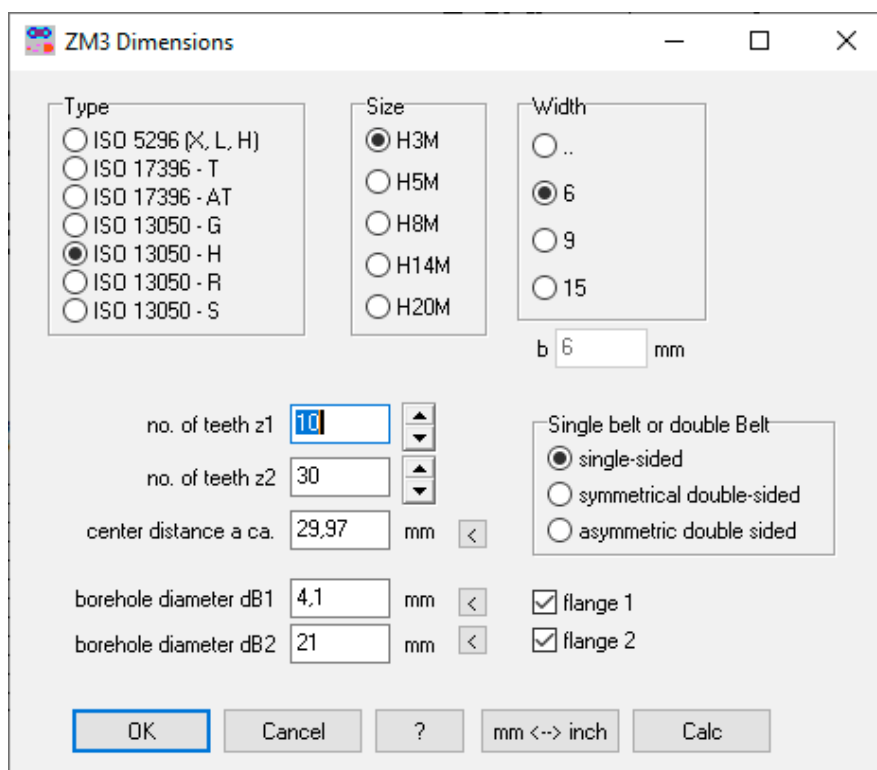 ZM3 Dimensions
Type
ISO 5296 (X, L, H)
ISO 17396 - T
ISO 17396 - AT
ISO 13050 - G
ISO 13050 - H
ISO 13050 - R
ISO 13050 - S
Size
H3M
H5M
H8M
H14M
H20M
Width
..
6
9
15
b 6 mm
no. of teeth z1 10
no. of teeth z2 30
center distance a ca. 29,97 mm <
borehole diameter dB1 4,1 mm <
borehole diameter dB2 21 mm <
Single belt or double Belt
single-sided
symmetrical double-sided
asymmetric double sided
flange 1
flange 2
OK Cancel ? mm <--> inch Calc